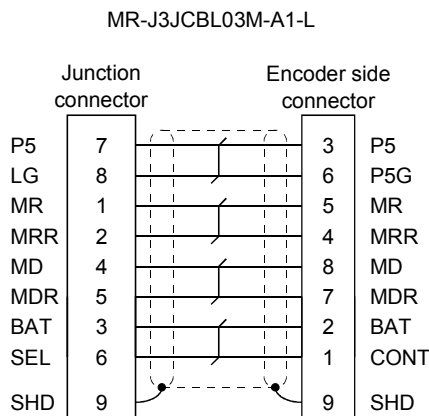 MR-J3JCBL03M-A1-L
Junction connector
Encoder side connector
P5 7 3 P5
LG 8 6 P5G
MR 1 5 MR
MRR 2 4 MRR
MD 4 8 MD
MDR 5 7 MDR
BAT 3 2 BAT
SEL 6 1 CONT
SHD 9 9 SHD